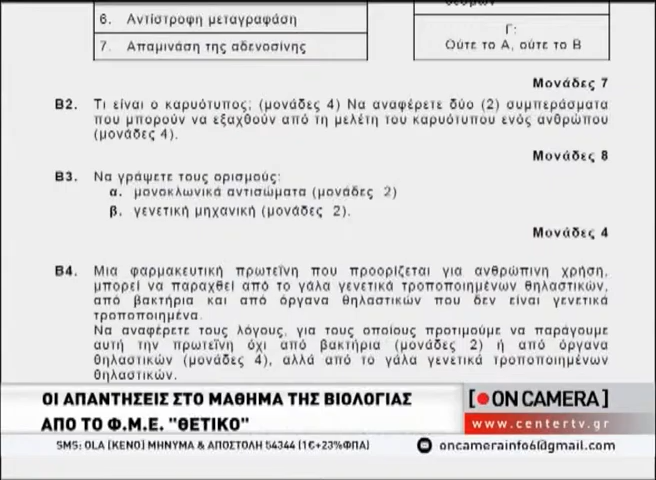 θεσμών
6. Αντίστροφη μεταγραφάση
7. Απαμινάση της αδενοσίνης
Γ:
Ούτε το Α, ούτε το Β
Μονάδες 7
Β2. Τι είναι ο καρυότυπος; (μονάδες 4) Να αναφέρετε δύο (2) συμπεράσματα
που μπορούν να εξαχθούν από τη μελέτη του καρυότυπου ενός ανθρώπου
(μονάδες 4).
Μονάδες 8
Β3. Να γράψετε τους ορισμούς:
α. μονοκλωνικά αντισώματα (μονάδες 2)
β. γενετική μηχανική (μονάδες 2).
Μονάδες 4
Β4. Μια φαρμακευτική πρωτεΐνη που προορίζεται για ανθρώπινη χρήση,
μπορεί να παραχθεί από το γάλα γενετικά τροποποιημένων θηλαστικών,
από βακτήρια και από όργανα θηλαστικών που δεν είναι γενετικά
τροποποιημένα.
Να αναφέρετε τους λόγους, για τους οποίους προτιμούμε να παράγουμε
αυτή την πρωτεΐνη όχι από βακτήρια (μονάδες 2) ή από όργανα
θηλαστικών (μονάδες 4), αλλά από το γάλα γενετικά τροποποιημένων
θηλαστικών.
ΟΙ ΑΠΑΝΤΗΣΕΙΣ ΣΤΟ ΜΑΘΗΜΑ ΤΗΣ ΒΙΟΛΟΓΙΑΣ
ΑΠΟ ΤΟ Φ.Μ.Ε. "ΘΕΤΙΚΟ"
[ON CAMERA]
www.centertv.gr
SMS: OLA (ΚΕΝΟ) ΜΗΝΥΜΑ & ΑΠΟΣΤΟΛΗ 54344 (1€+23%ΦΠΑ)
oncamerainfo6@gmail.com